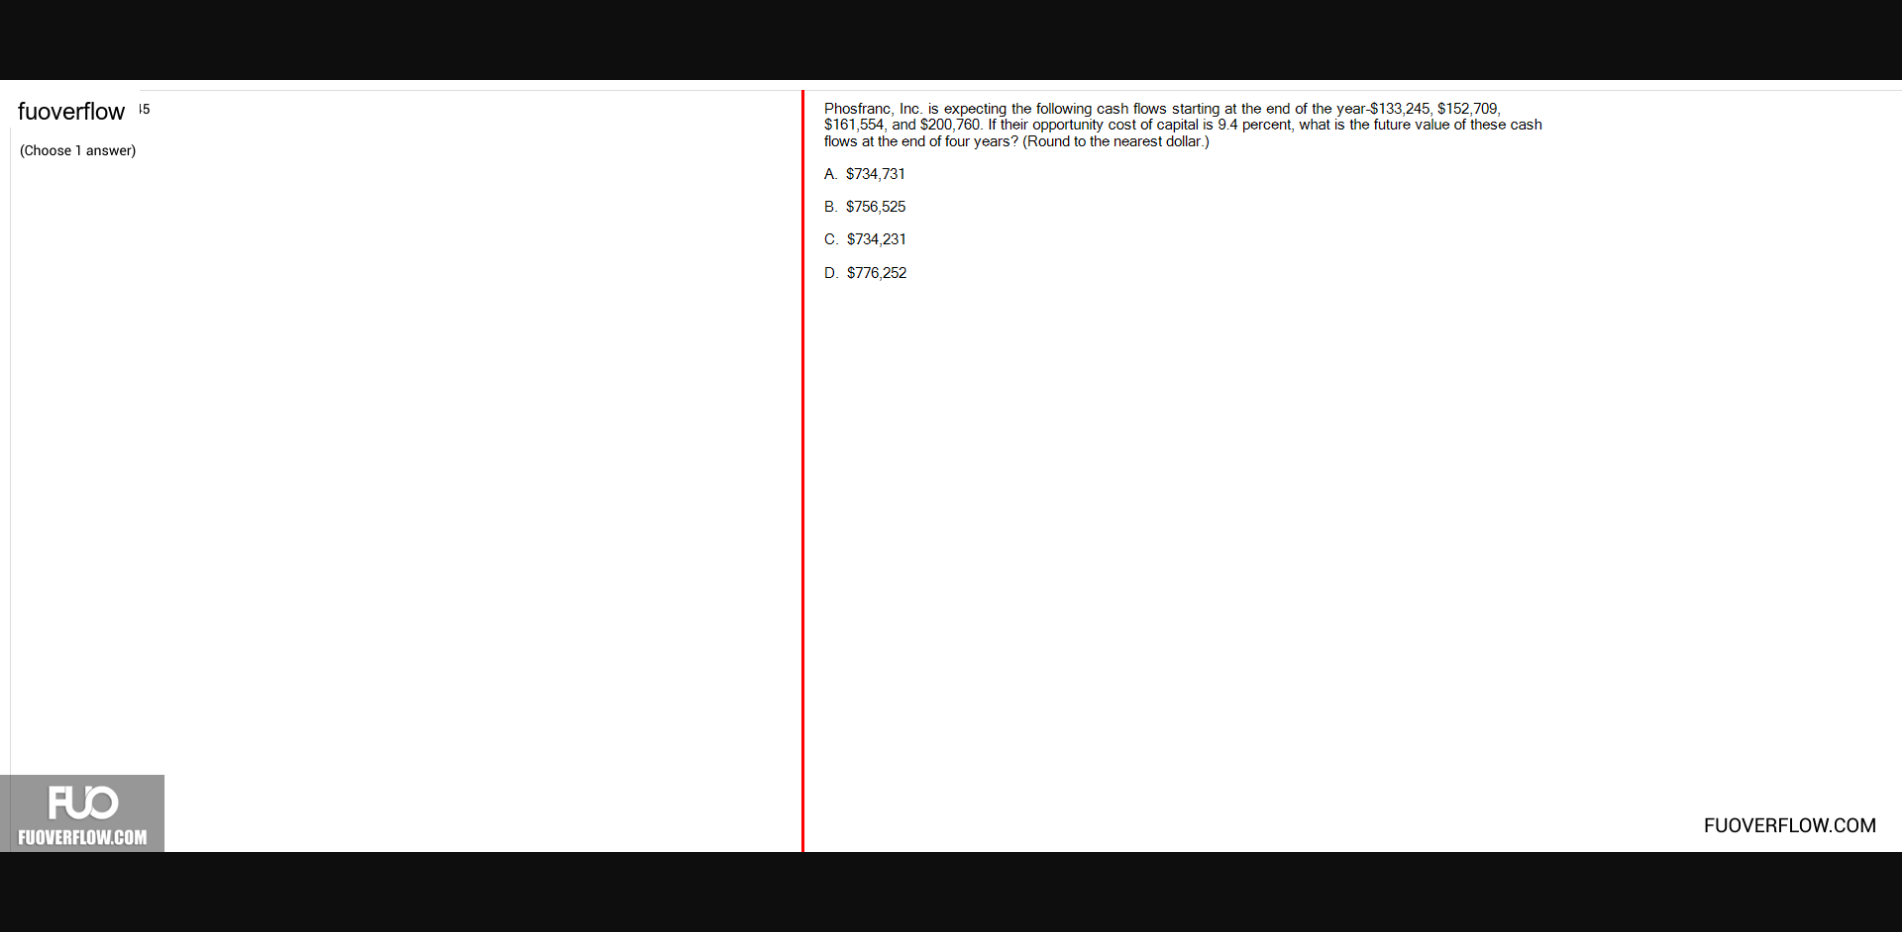 fuoverflow
(Choose 1 answer)
Phosfranc, Inc. is expecting the following cash flows starting at the end of the year-$133,245, $152,709,
$161,554, and $200,760. If their opportunity cost of capital is 9.4 percent, what is the future value of these cash
flows at the end of four years? (Round to the nearest dollar.)
A. $734,731
B. $756,525
C. $734,231
D. $776,252
FUO
FUOVERFLOW.COM
FUOVERFLOW.COM